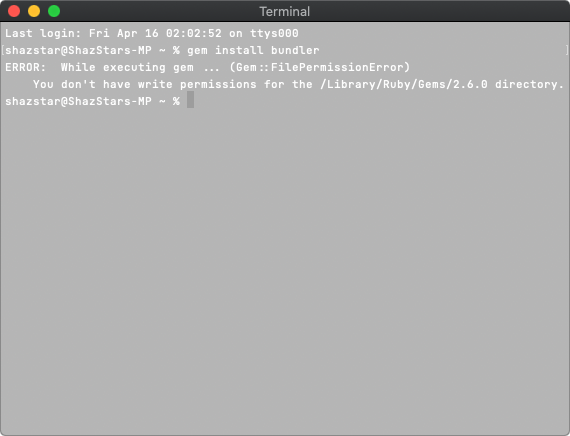 Terminal
Last login: Fri Apr 16 02:02:52 on ttys000
[shazstar@ShazStars-MP ~ % gem install bundler ]
ERROR:  While executing gem ... (Gem::FilePermissionError)
    You don't have write permissions for the /Library/Ruby/Gems/2.6.0 directory.
shazstar@ShazStars-MP ~ %